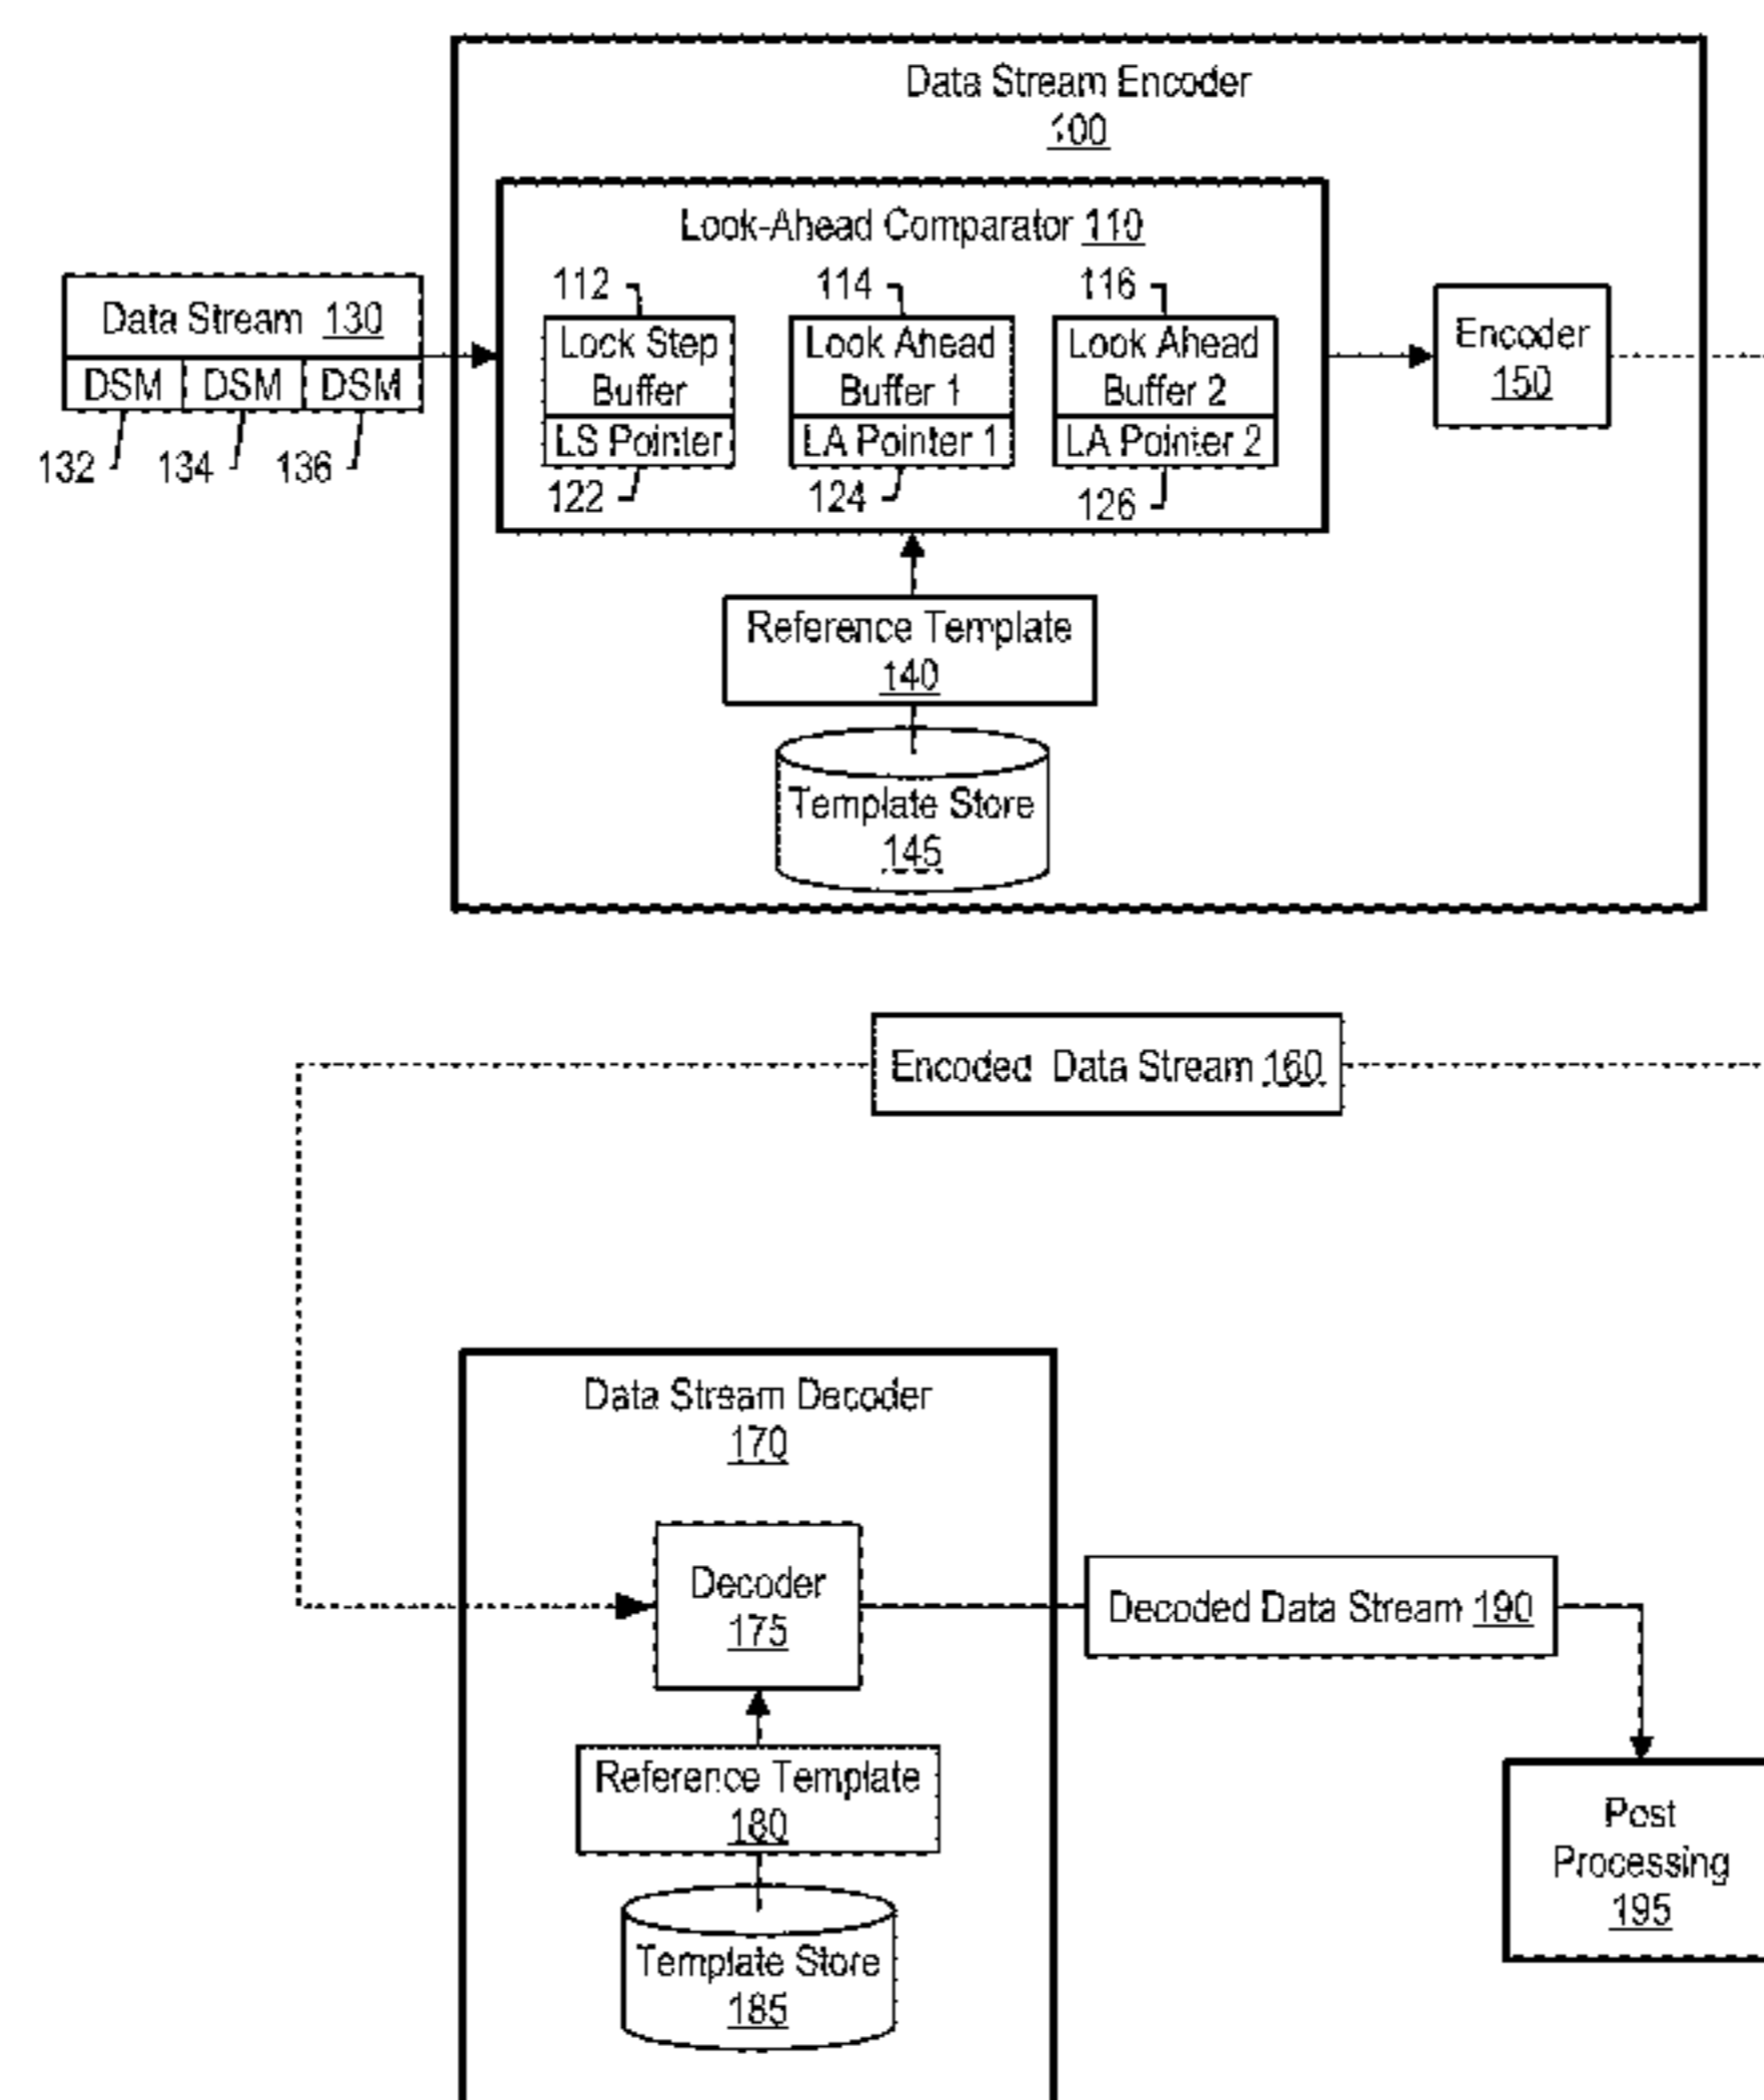 Data Stream Encoder
100
Look-Ahead Comparator 110
112
114
116
Data Stream 130
DSM DSM DSM
132
134
136
Lock Step
Buffer
LS Pointer
122
Look Ahead
Buffer 1
LA Pointer 1
124
Look Ahead
Buffer 2
LA Pointer 2
126
Encoder
150
Reference Template
140
Template Store
145
Encoded Data Stream 160
Data Stream Decoder
170
Decoder
175
Decoded Data Stream 190
Reference Template
180
Template Store
185
Post
Processing
195